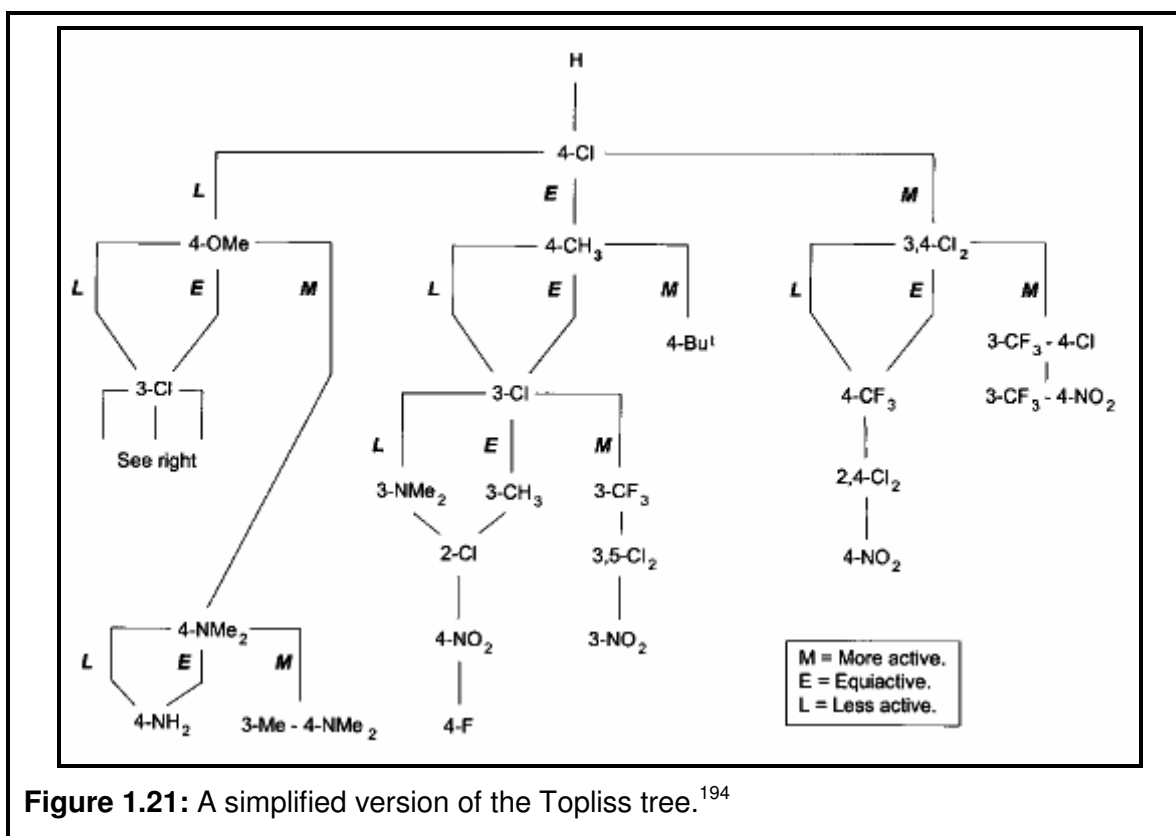 H
4-Cl
L E M
4-OMe 4-CH₃ 3,4-Cl₂
L E M L E M L E M
4-Buᵗ 3-CF₃ - 4-Cl
3-Cl 3-Cl 4-CF₃ 3-CF₃ - 4-NO₂
See right L E M
3-NMe₂ 3-CH₃ 3-CF₃ 2,4-Cl₂
2-Cl 3,5-Cl₂ 4-NO₂
4-NMe₂ 4-NO₂ 3-NO₂
L E M
4-NH₂ 3-Me - 4-NMe₂ 4-F
M = More active.
E = Equiactive.
L = Less active.
Figure 1.21: A simplified version of the Topliss tree.¹⁹⁴